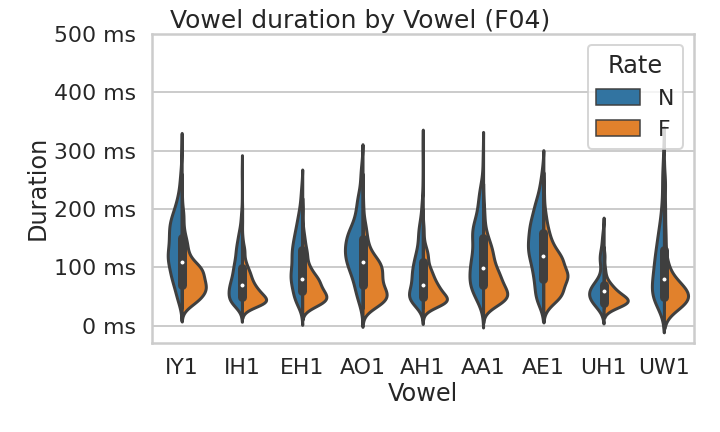 Vowel duration by Vowel (F04)
500 ms
400 ms
300 ms
200 ms
100 ms
0 ms
Duration
Rate
N
F
IY1 IH1 EH1 AO1 AH1 AA1 AE1 UH1 UW1
Vowel